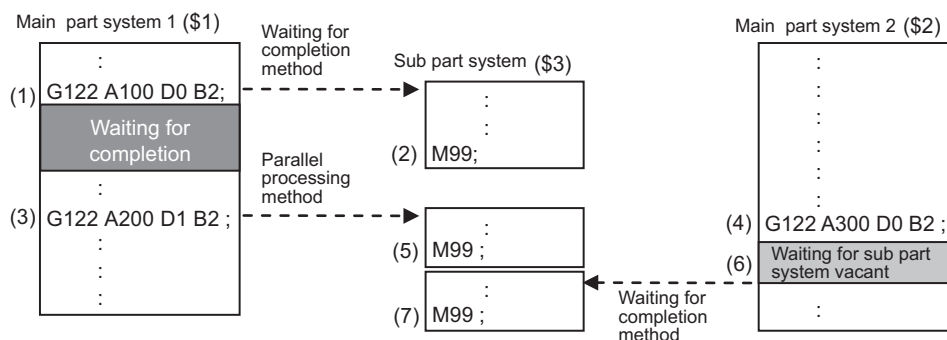 Main part system 1 ($1)
:
(1) G122 A100 D0 B2;
Waiting for
completion
:
(3) G122 A200 D1 B2 ;
:
:
:
Waiting for
completion
method
Parallel
processing
method
Sub part system ($3)
:
:
(2) M99;
:
(5) M99 ;
:
(7) M99 ;
Waiting for
completion
method
Main part system 2 ($2)
:
:
:
:
:
:
(4) G122 A300 D0 B2 ;
(6) Waiting for sub part
system vacant
: